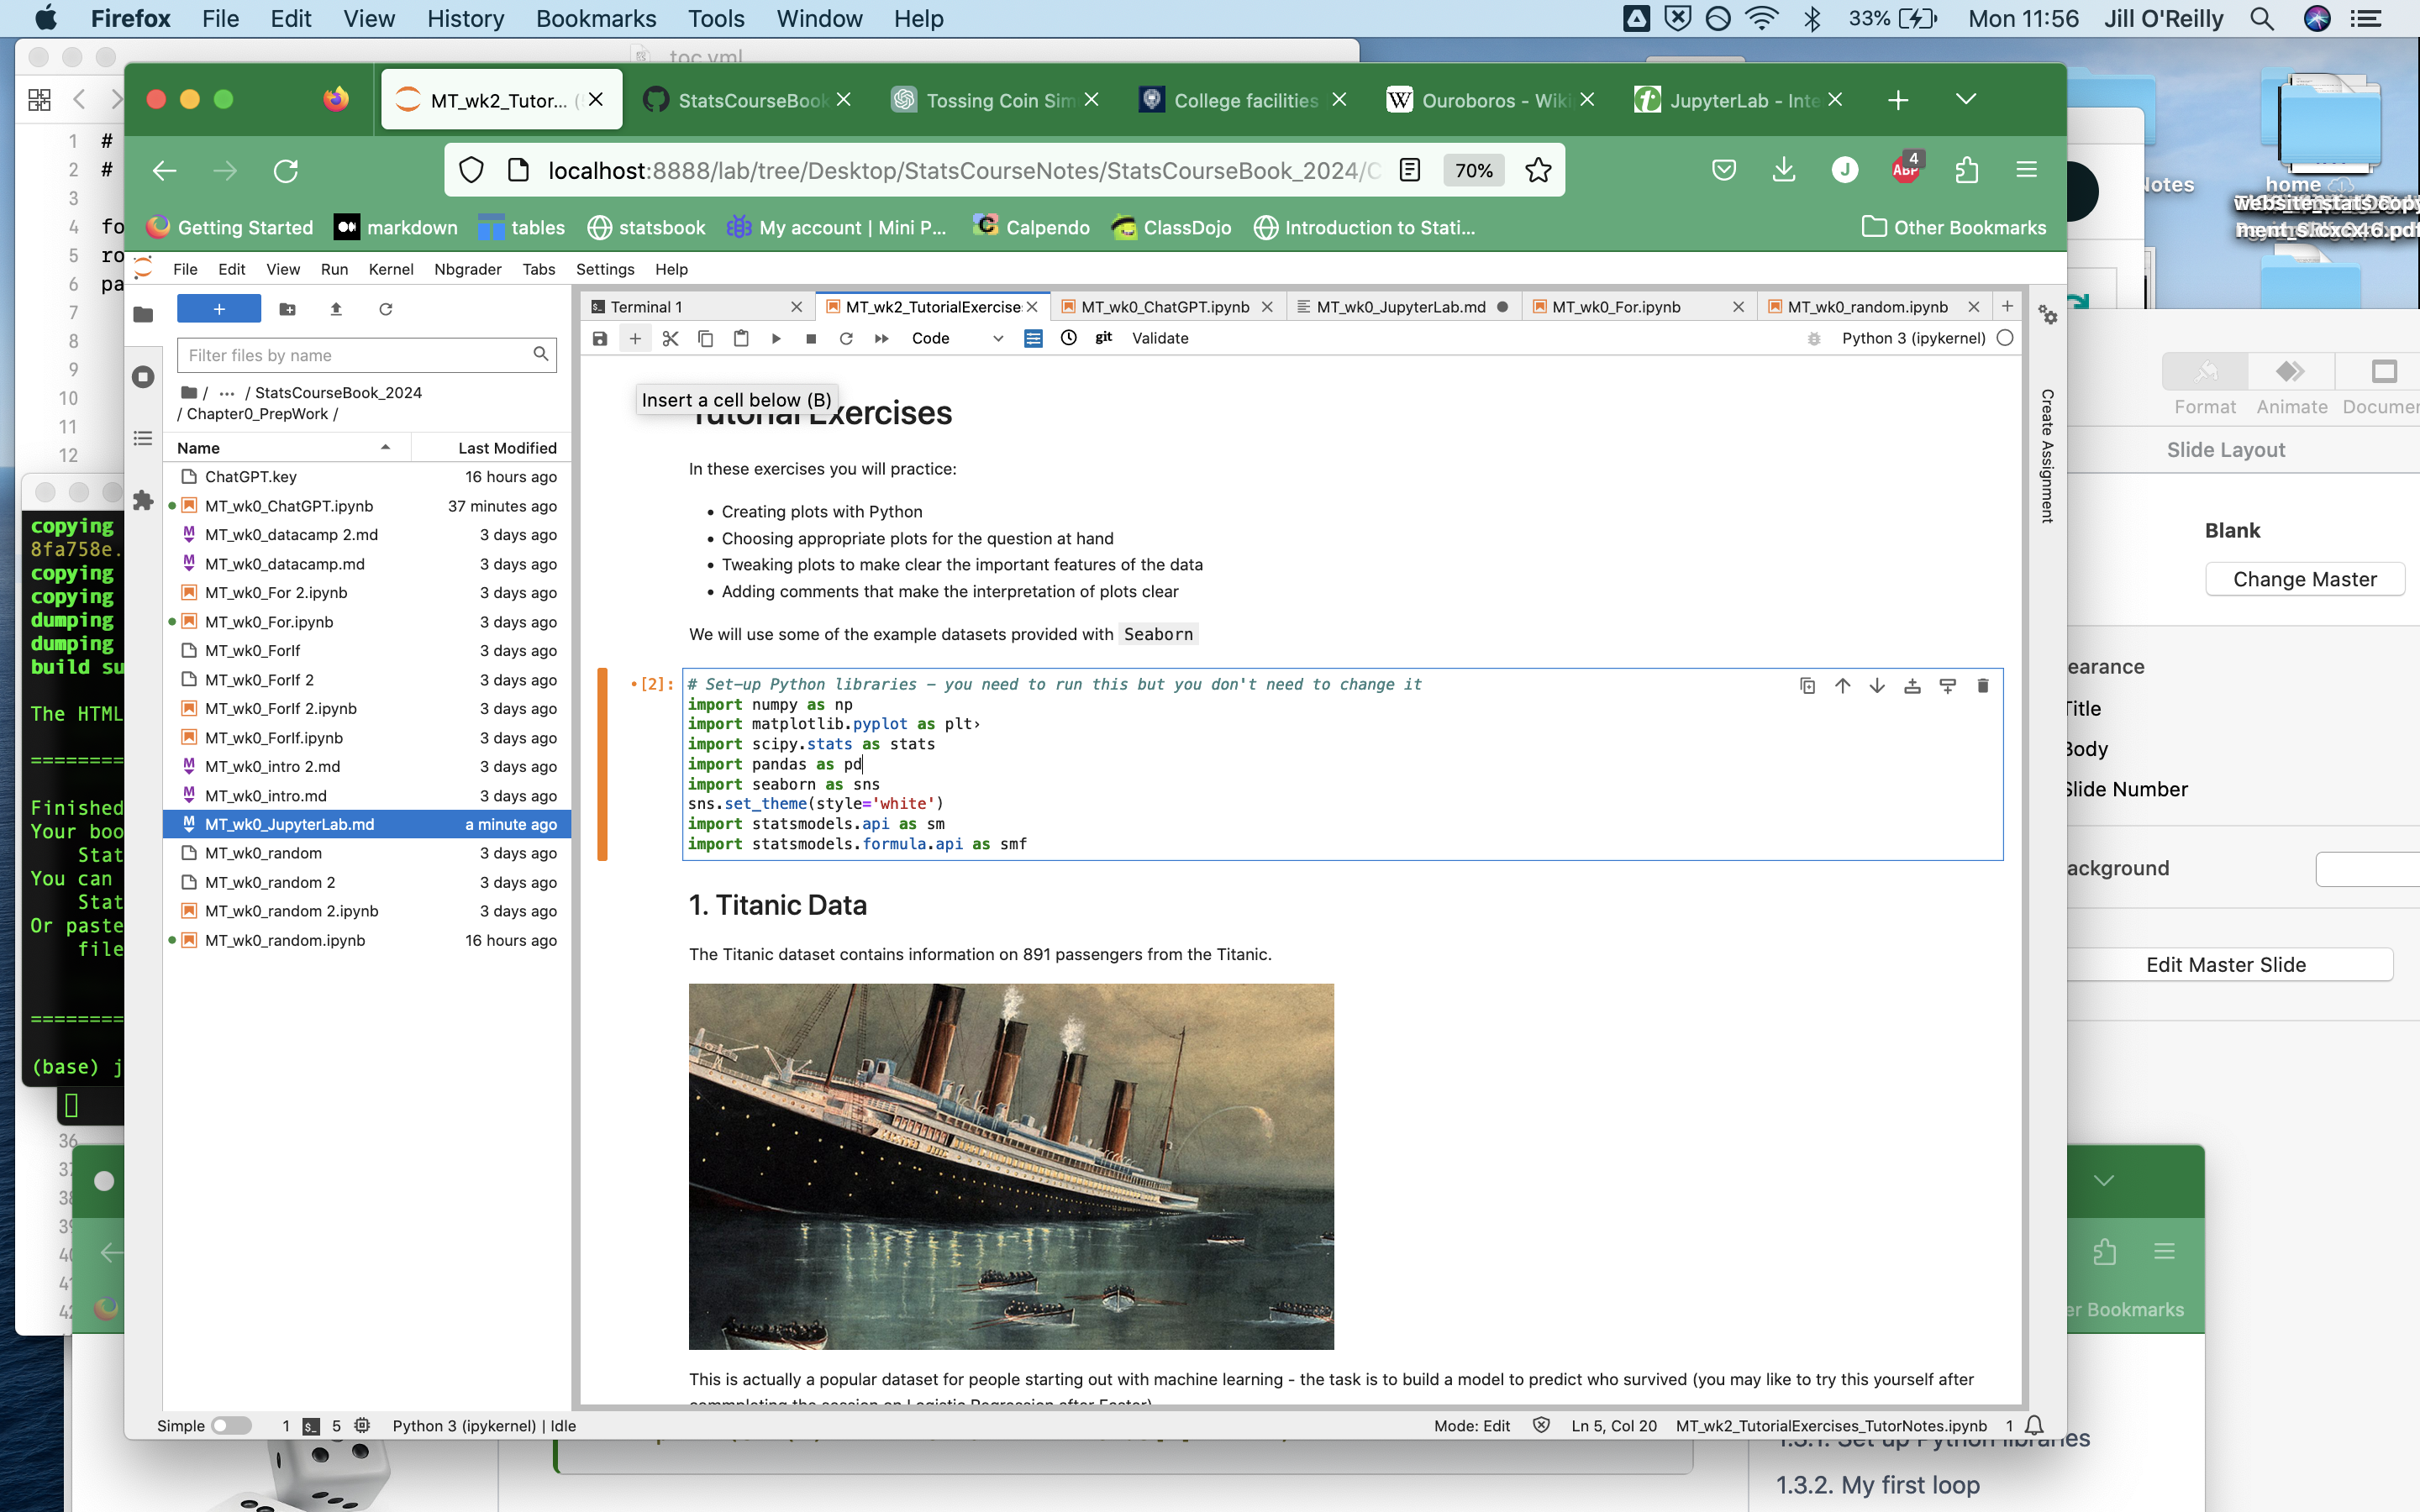 Firefox File Edit View History Bookmarks Tools Window Help
33% Mon 11:56 Jill O'Reilly
toc.yml
MT_wk2_Tutor... (
StatsCourseBook
Tossing Coin Sim
College facilities
Ouroboros - Wiki
JupyterLab - Inte
localhost:8888/lab/tree/Desktop/StatsCourseNotes/StatsCourseBook_2024/C
70%
J
ABP
4
Getting Started
markdown
tables
statsbook
My account | Mini P...
Calpendo
ClassDojo
Introduction to Stati...
Other Bookmarks
File Edit View Run Kernel Nbgrader Tabs Settings Help
Filter files by name
/ ... / StatsCourseBook_2024
/ Chapter0_PrepWork /
Name Last Modified
ChatGPT.key 16 hours ago
MT_wk0_ChatGPT.ipynb 37 minutes ago
MT_wk0_datacamp 2.md 3 days ago
MT_wk0_datacamp.md 3 days ago
MT_wk0_For 2.ipynb 3 days ago
MT_wk0_For.ipynb 3 days ago
MT_wk0_ForIf 3 days ago
MT_wk0_ForIf 2 3 days ago
MT_wk0_ForIf 2.ipynb 3 days ago
MT_wk0_ForIf.ipynb 3 days ago
MT_wk0_intro 2.md 3 days ago
MT_wk0_intro.md 3 days ago
MT_wk0_JupyterLab.md a minute ago
MT_wk0_random 3 days ago
MT_wk0_random 2 3 days ago
MT_wk0_random 2.ipynb 3 days ago
MT_wk0_random.ipynb 16 hours ago
Terminal 1
MT_wk2_TutorialExercise
MT_wk0_ChatGPT.ipynb
MT_wk0_JupyterLab.md
MT_wk0_For.ipynb
MT_wk0_random.ipynb
Code
git
Validate
Python 3 (ipykernel)
Insert a cell below (B)
Tutorial Exercises
In these exercises you will practice:
• Creating plots with Python
• Choosing appropriate plots for the question at hand
• Tweaking plots to make clear the important features of the data
• Adding comments that make the interpretation of plots clear
We will use some of the example datasets provided with Seaborn
[2]:
# Set-up Python libraries - you need to run this but you don't need to change it
import numpy as np
import matplotlib.pyplot as plt›
import scipy.stats as stats
import pandas as pd
import seaborn as sns
sns.set_theme(style='white')
import statsmodels.api as sm
import statsmodels.formula.api as smf
1. Titanic Data
The Titanic dataset contains information on 891 passengers from the Titanic.
This is actually a popular dataset for people starting out with machine learning - the task is to build a model to predict who survived (you may like to try this yourself after
Create Assignment
Simple 1 5 Python 3 (ipykernel) | Idle
Mode: Edit Ln 5, Col 20 MT_wk2_TutorialExercises_TutorNotes.ipynb 1
1 #
2 #
3
4 fo
5 ro
6 pa
7
8
9
10
11
12
copying
8fa758e.
copying
copying
dumping
dumping
build su
The HTML
=========
Finished
Your boo
Stat
You can
Stat
Or paste
file
=========
(base) j
36
Notes
home
Format Animate
Slide Layout
Blank
Change Master
earance
Title
Body
Slide Number
ackground
Edit Master Slide
er Bookmarks
1.3.1. Set up Python libraries
1.3.2. My first loop